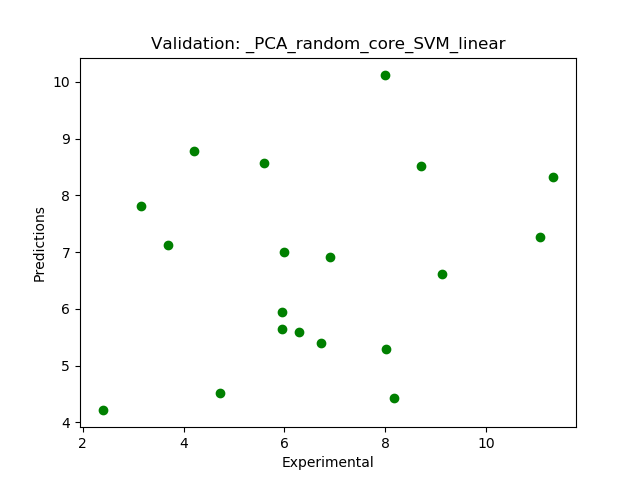 Validation: _PCA_random_core_SVM_linear
10
9
8
7
6
5
4
Predictions
2 4 6 8 10
Experimental